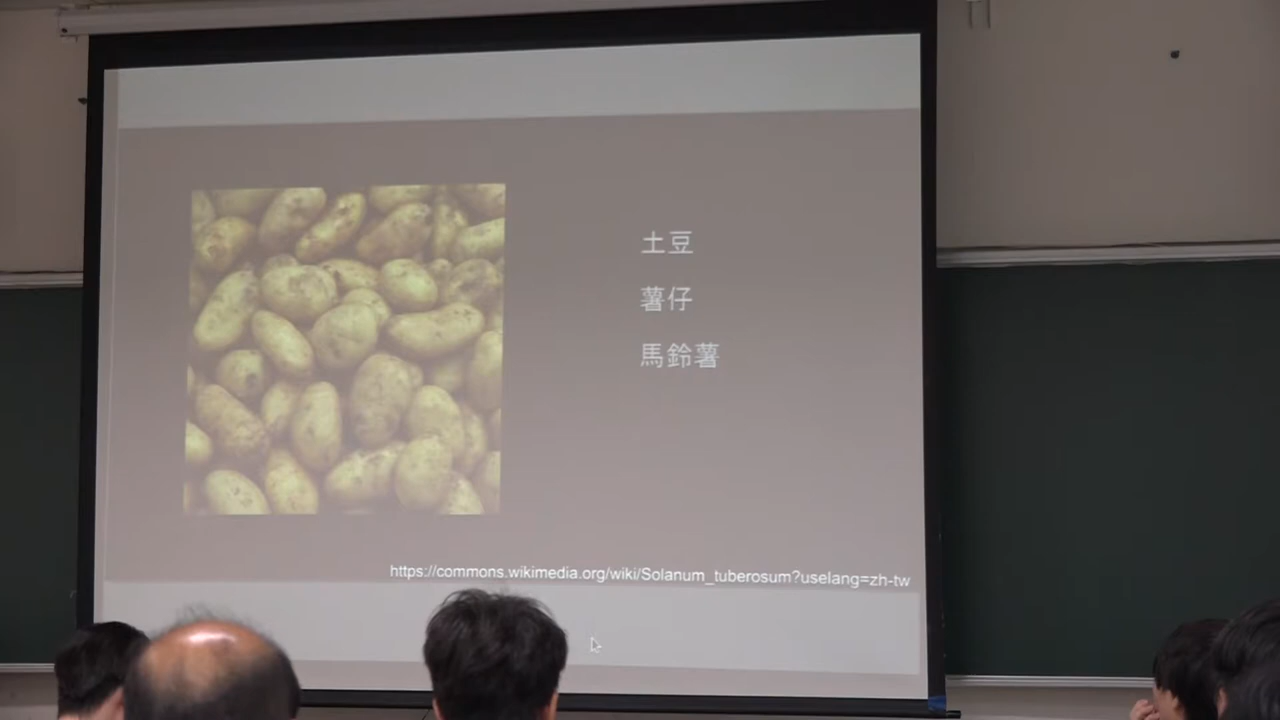 土豆
薯仔
馬鈴薯
https://commons.wikimedia.org/wiki/Solanum_tuberosum?uselang=zh-tw